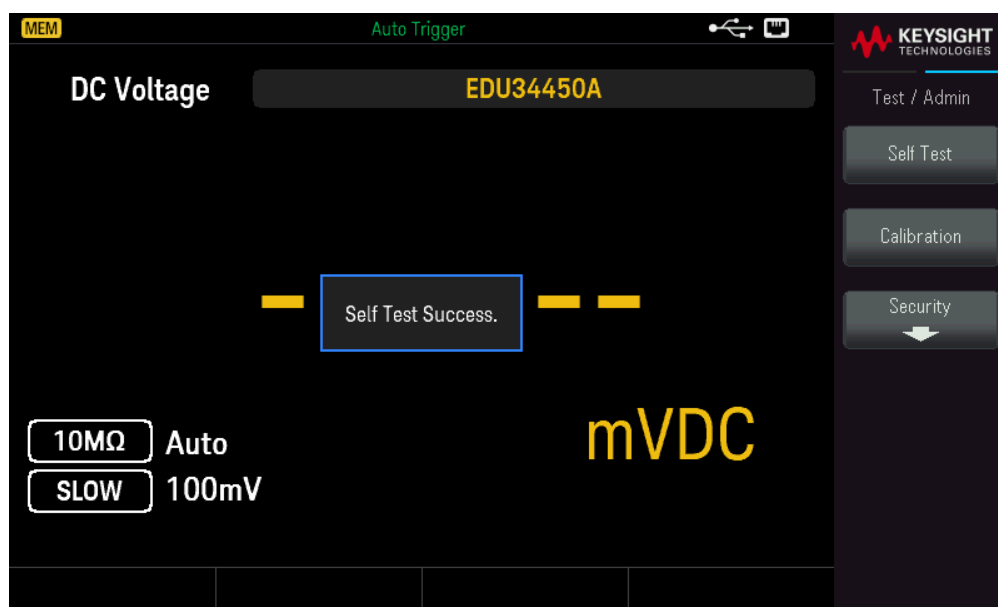 MEM
Auto Trigger
KEYSIGHT
TECHNOLOGIES
DC Voltage
EDU34450A
Test / Admin
Self Test
Calibration
Self Test Success.
Security
10MΩ Auto
mVDC
SLOW 100mV